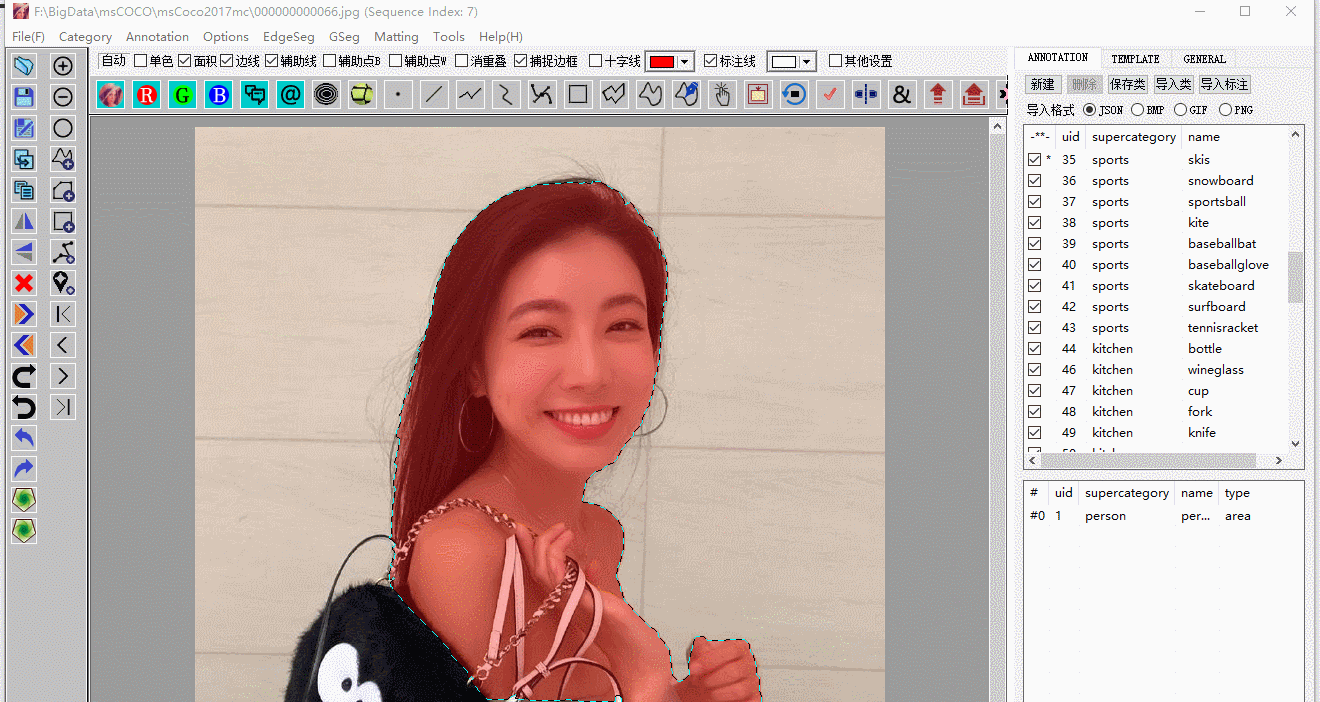 F:\BigData\msCOCO\msCoco2017mc\000000000066.jpg (Sequence Index: 7)
File(F) Category Annotation Options EdgeSeg GSeg Matting Tools Help(H)
自动 单色 面积 边线 辅助线 辅助点B 辅助点W 消重叠 捕捉边框 十字线 标注线 其他设置
R G B @ &
ANNOTATION TEMPLATE GENERAL
新建 删除 保存类 导入类 导入标注
导入格式 JSON BMP GIF PNG
-**- uid supercategory name
* 35 sports skis
36 sports snowboard
37 sports sportsball
38 sports kite
39 sports baseballbat
40 sports baseballglove
41 sports skateboard
42 sports surfboard
43 sports tennisracket
44 kitchen bottle
46 kitchen wineglass
47 kitchen cup
48 kitchen fork
49 kitchen knife
# uid supercategory name type
#0 1 person per... area